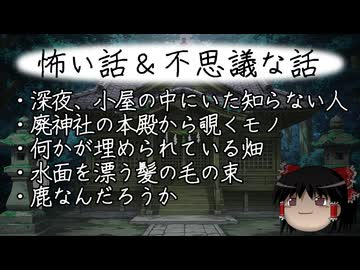 怖い話＆不思議な話
・深夜、小屋の中にいた知らない人
・廃神社の本殿から覗くモノ
・何かが埋められている畑
・水面を漂う髪の毛の束
・鹿なんだろうか